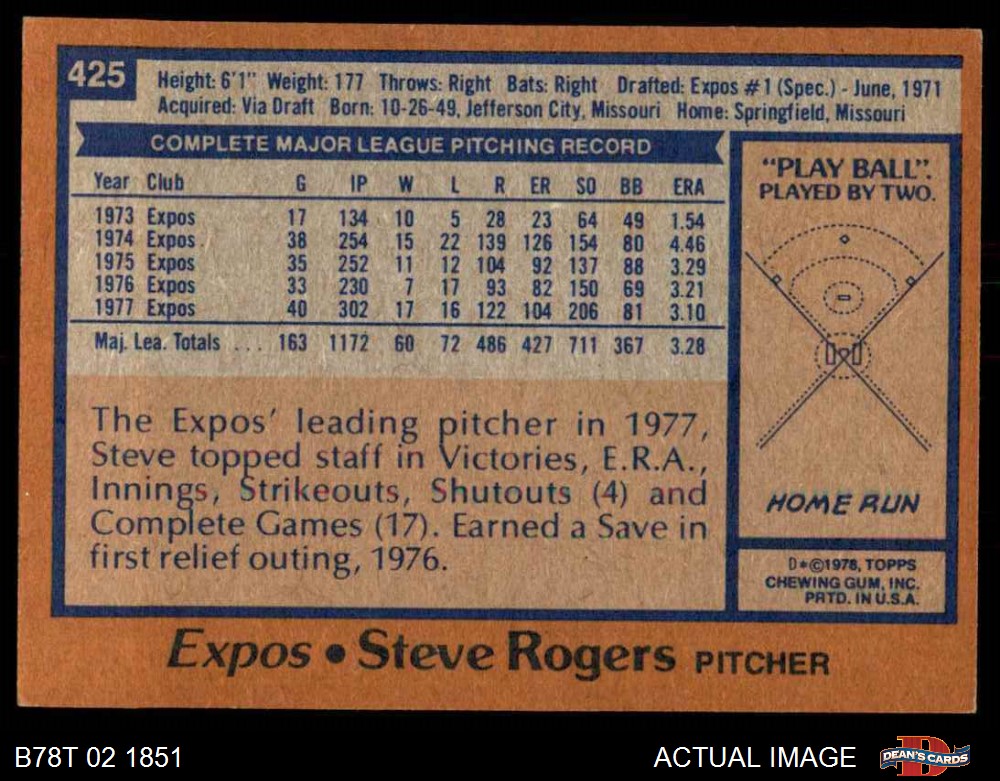 425
Height: 6'1" Weight: 177 Throws: Right Bats: Right Drafted: Expos #1 (Spec.) - June, 1971
Acquired: Via Draft Born: 10-26-49, Jefferson City, Missouri Home: Springfield, Missouri
COMPLETE MAJOR LEAGUE PITCHING RECORD
Year Club G IP W L R ER SO BB ERA
1973 Expos 17 134 10 5 28 23 64 49 1.54
1974 Expos 38 254 15 22 139 126 154 80 4.46
1975 Expos 35 252 11 12 104 92 137 88 3.29
1976 Expos 33 230 7 17 93 82 150 69 3.21
1977 Expos 40 302 17 16 122 104 206 81 3.10
Maj. Lea. Totals ... 163 1172 60 72 486 427 711 367 3.28
The Expos' leading pitcher in 1977,
Steve topped staff in Victories, E.R.A.,
Innings, Strikeouts, Shutouts (4) and
Complete Games (17). Earned a Save in
first relief outing, 1976.
"PLAY BALL".
PLAYED BY TWO.
HOME RUN
D*©1978, TOPPS
CHEWING GUM, INC.
PRTD. IN U.S.A.
Expos • Steve Rogers PITCHER
B78T 02 1851
ACTUAL IMAGE
D
DEAN'S CARDS